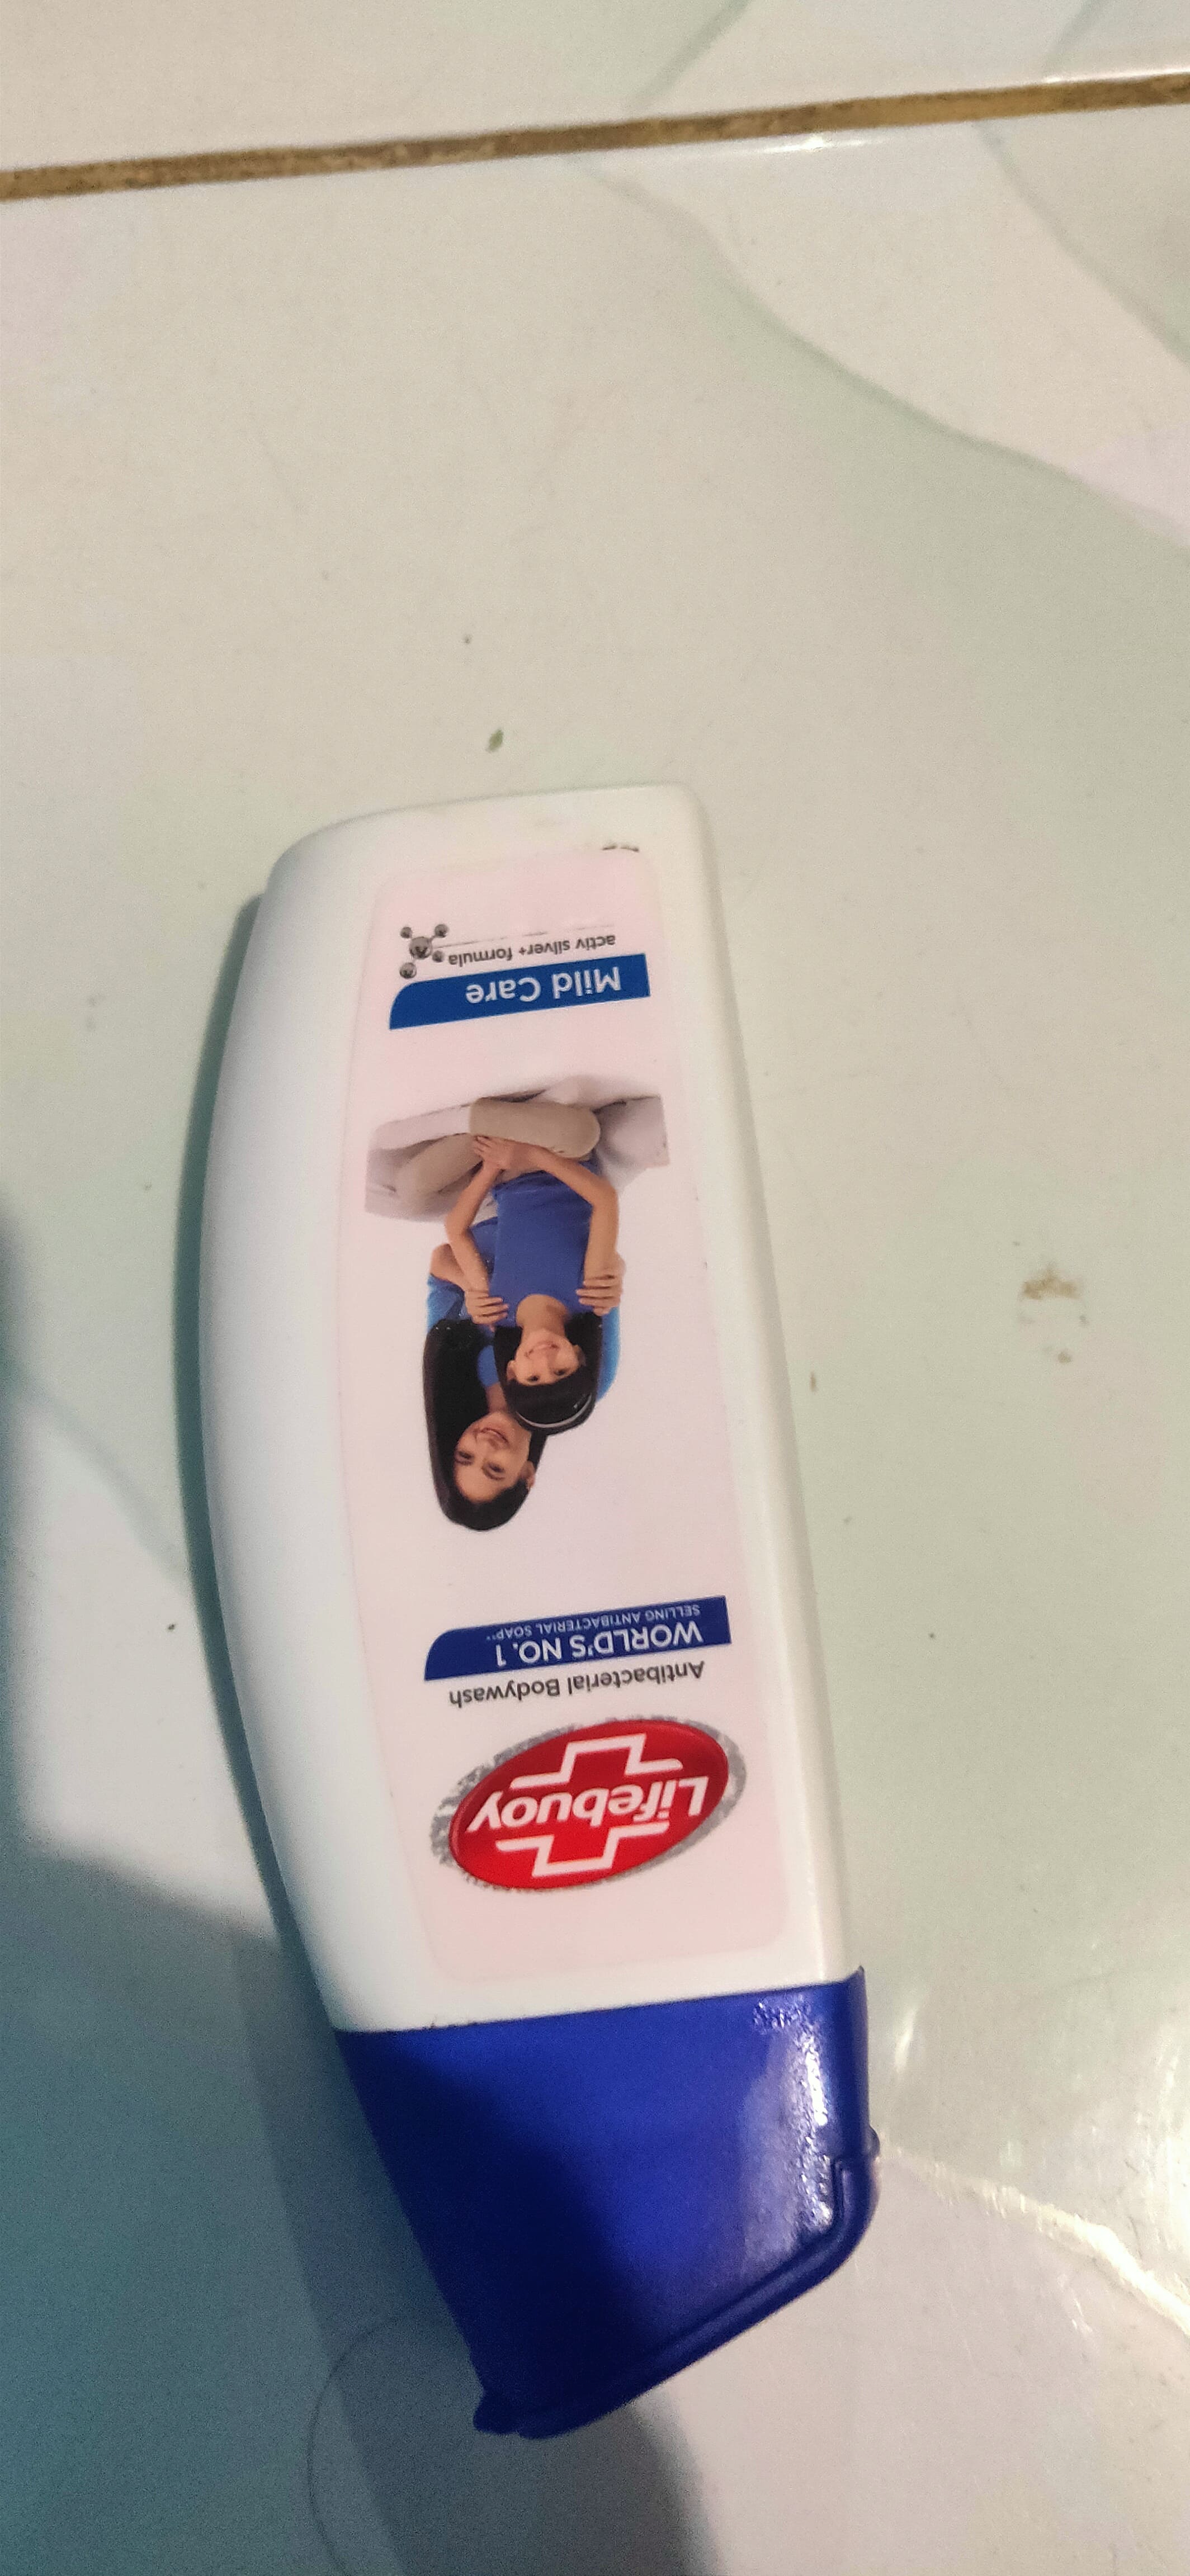 Lifebuoy
Antibacterial Bodywash
WORLD'S NO. 1
SELLING ANTIBACTERIAL SOAP**
Mild Care
activ silver+ formula